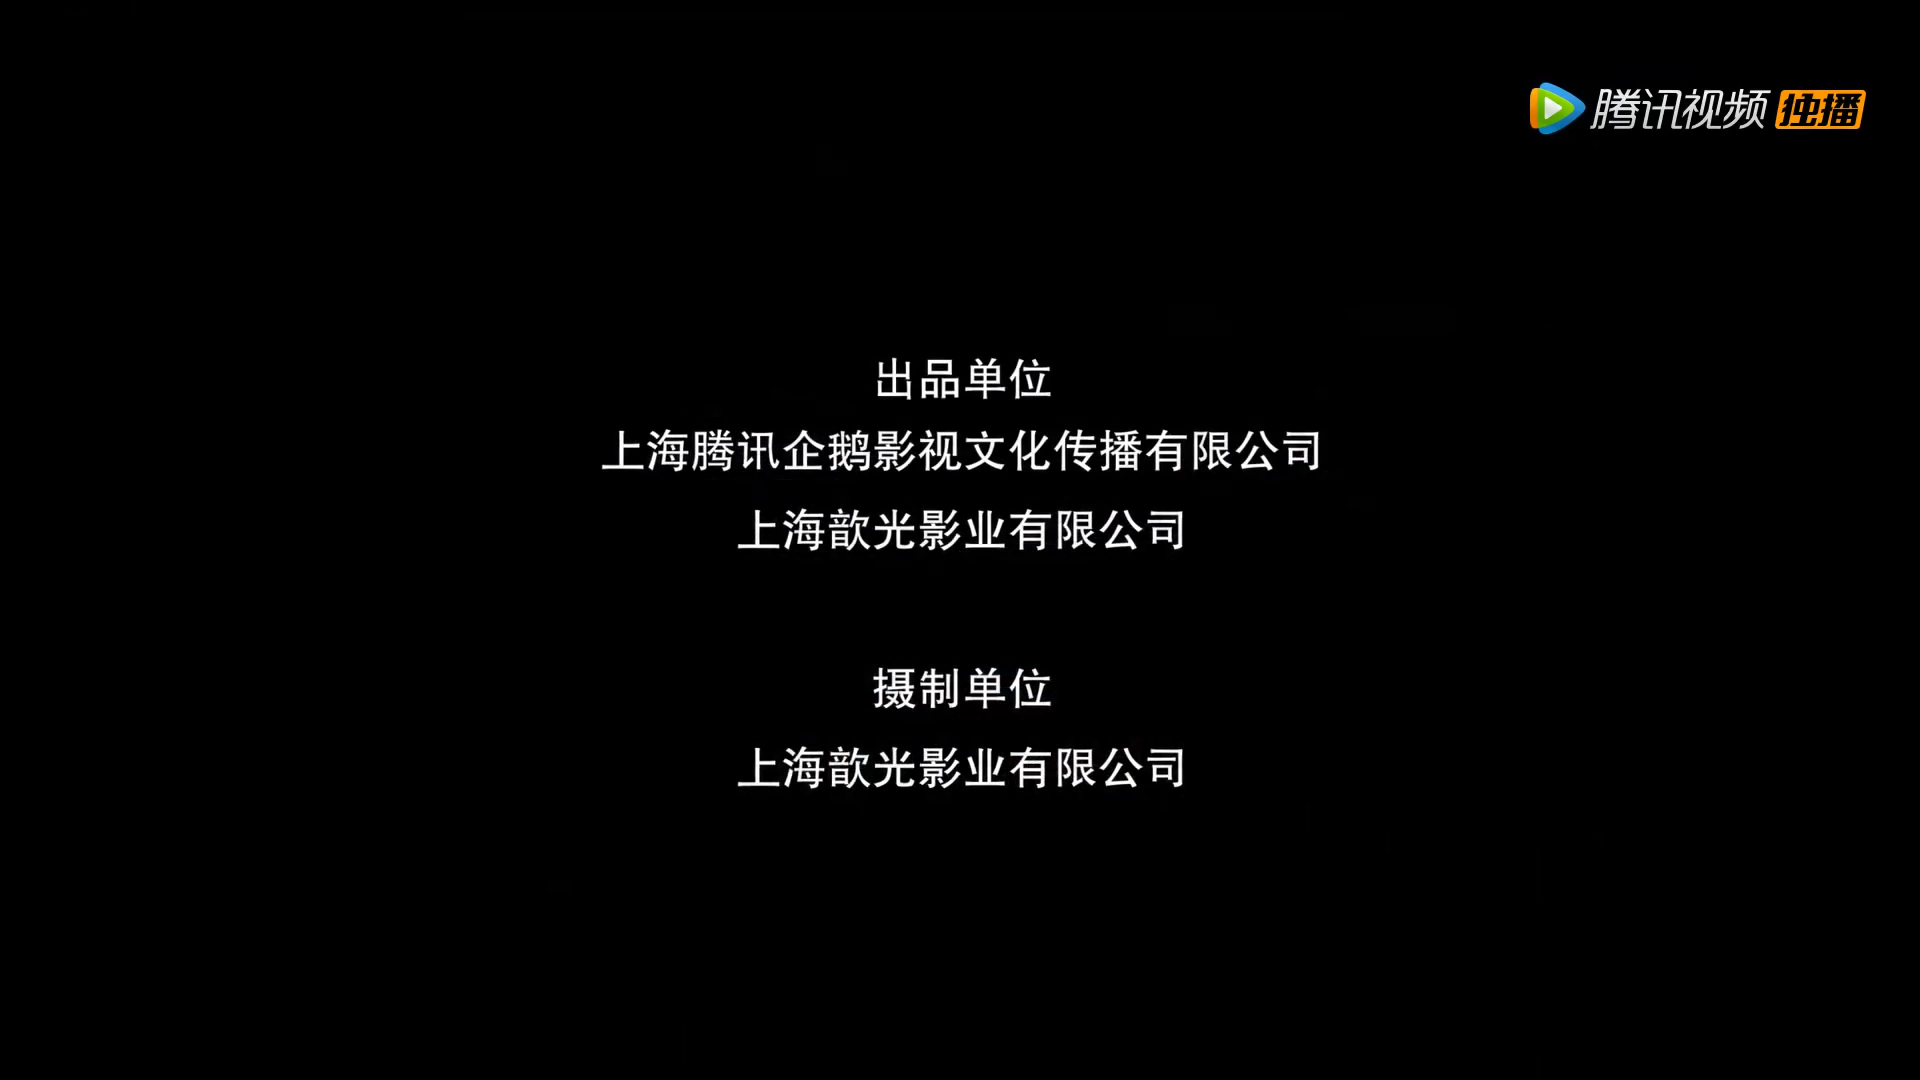 腾讯视频 独播
出品单位
上海腾讯企鹅影视文化传播有限公司
上海歆光影业有限公司
摄制单位
上海歆光影业有限公司